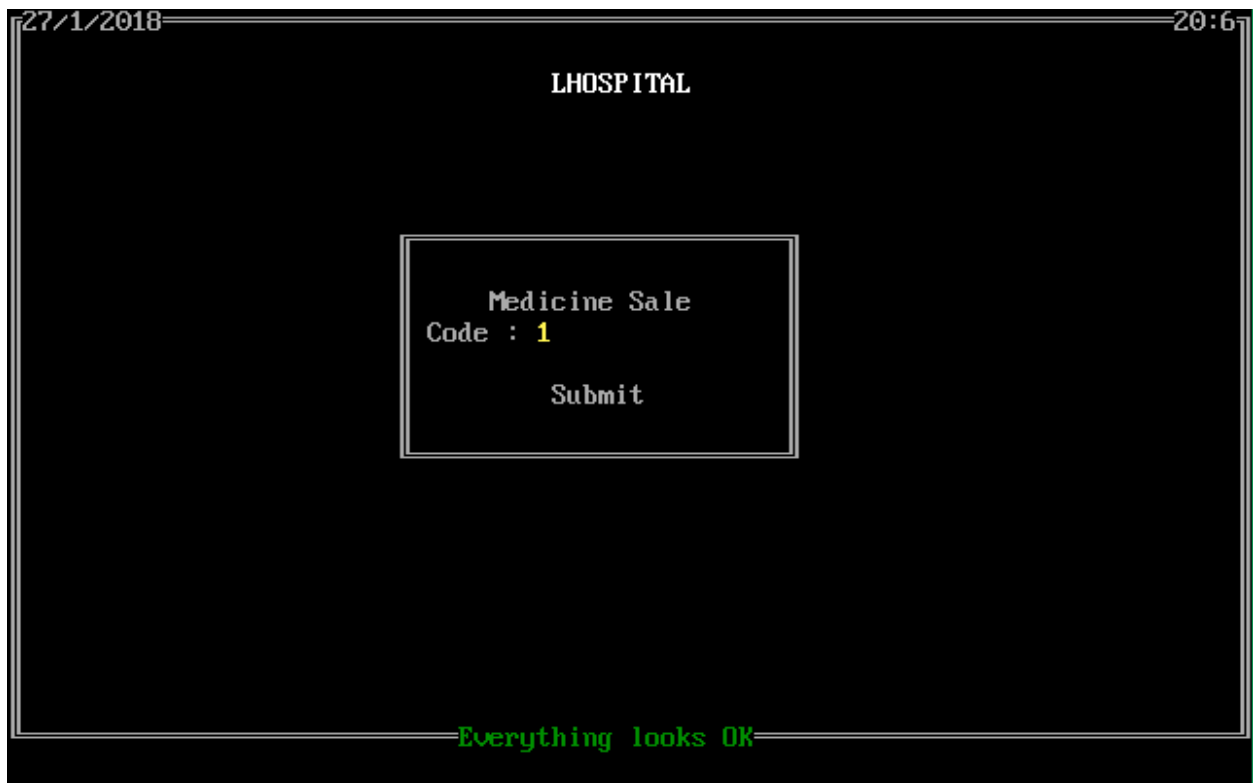 27/1/2018 20:6
LHOSPITAL
Medicine Sale
Code : 1
Submit
Everything looks OK